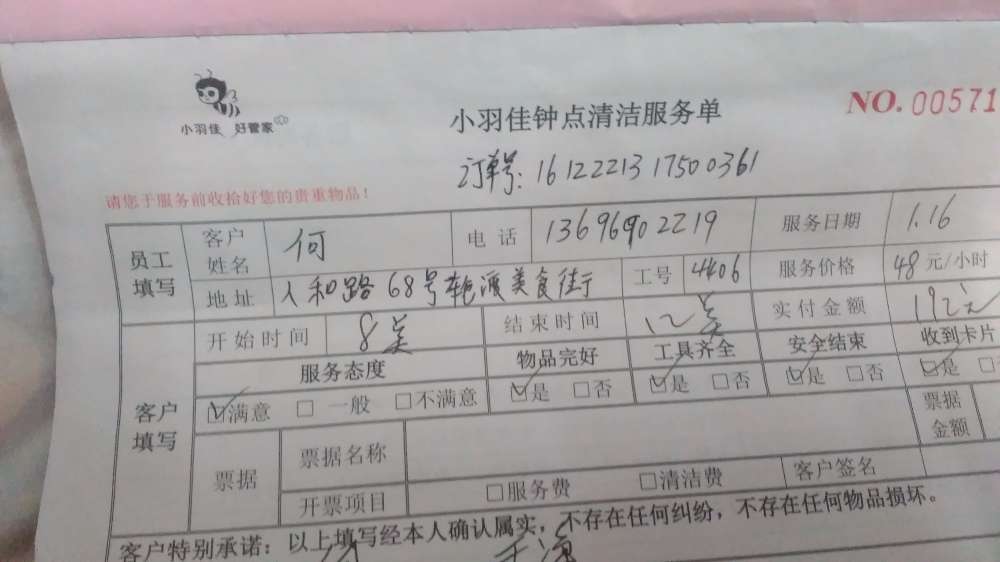 小羽佳 好管家
小羽佳钟点清洁服务单
NO. 00571
订单号: 16122213 17500361
请您于服务前收拾好您的贵重物品！
员工填写 客户姓名 何 电话 13696902219 服务日期 1.16
地址 人和路68号轮渡美食街 工号 4406 服务价格 48 元/小时
客户填写 开始时间 8点 结束时间 12点 实付金额 192元
服务态度 物品完好 工具齐全 安全结束 收到卡片
☑满意 □ 一般 □不满意 ☑是 □否 ☑是 □否 ☑是 □否 ☑是 □
票据 票据名称 票据金额
开票项目 □服务费 □清洁费 客户签名
客户特别承诺：以上填写经本人确认属实，不存在任何纠纷，不存在任何物品损坏。